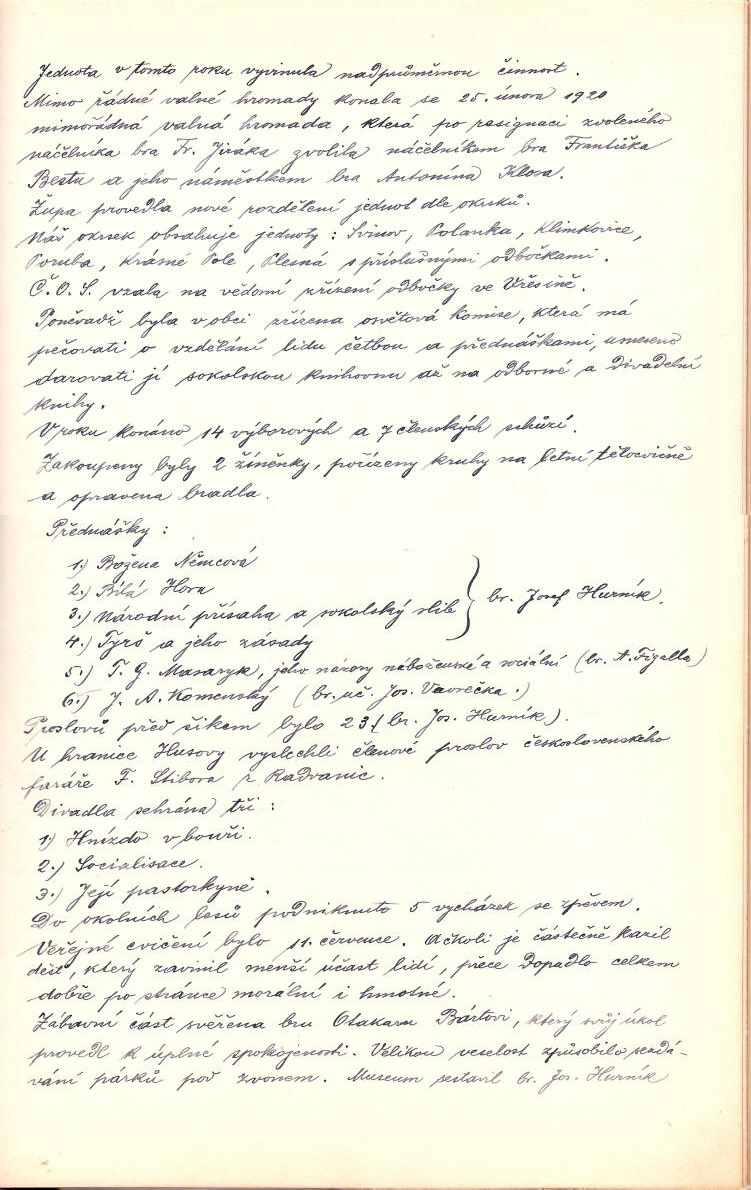 Jednota v tomto roku vyvinula nadprůměrnou činnost.
Mimo řádné valné hromady konala se 25. února 1920
mimořádná valná hromada, která po resignaci zvoleného
náčelníka bra Fr. Jiráka zvolila náčelníkem bra Františka
Bestu a jeho náměstkem bra Antonína Klosa.
Župa provedla nové rozdělení jednot dle okrsků.
Náš okrsek obsahuje jednoty: Svinov, Polanka, Klimkovice,
Poruba, Krásné Pole, Plesná s příslušnými odbočkami.
Č.O.S. vzala na vědomí zřízení odbočky ve Vřesině.
Poněvadž byla v obci zřízena osvětová komise, která má
pečovati o vzdělání lidu četbou a přednáškami, usneseno
darovati jí sokolskou knihovnu až na odborné a divadelní
knihy.
V roku konáno 14 výborových a 7 členských schůzí.
Zakoupeny byly 2 žíněnky, pořízeny kruhy na letní tělocvičně
a opravena bradla.
Přednášky:
1.) Božena Němcová
2.) Bílá Hora
3.) Národní přísaha a sokolský slib } br. Josef Hurník.
4.) Tyrš a jeho zásady
5.) T. G. Masaryk, jeho názory náboženské a sociální (br. A. Figalla)
6.) J. A. Komenský (br. uč. Jos. Vavrečka.)
Proslovů před šikem bylo 23 (br. Jos. Hurník).
U hranice Husovy vyslechli členové proslov československého
faráře F. Stibora z Radvanic.
Divadla sehrána tři:
1.) Hnízdo v bouři.
2.) Socialisace.
3.) Její pastorkyně.
Do okolních lesů podniknuto 5 vycházek se zpěvem.
Veřejné cvičení bylo 11. července. Ačkoli je částečně kazil
déšť, který zavinil menší účast lidí, přece dopadlo celkem
dobře po stránce morální i hmotné.
Zábavní část svěřena bru Otakaru Bártovi, který svůj úkol
provedl k úplné spokojenosti. Velikou veselost způsobilo rozdá-
vání párků pod zvonem. Museum sestavil br. Jos. Hurník